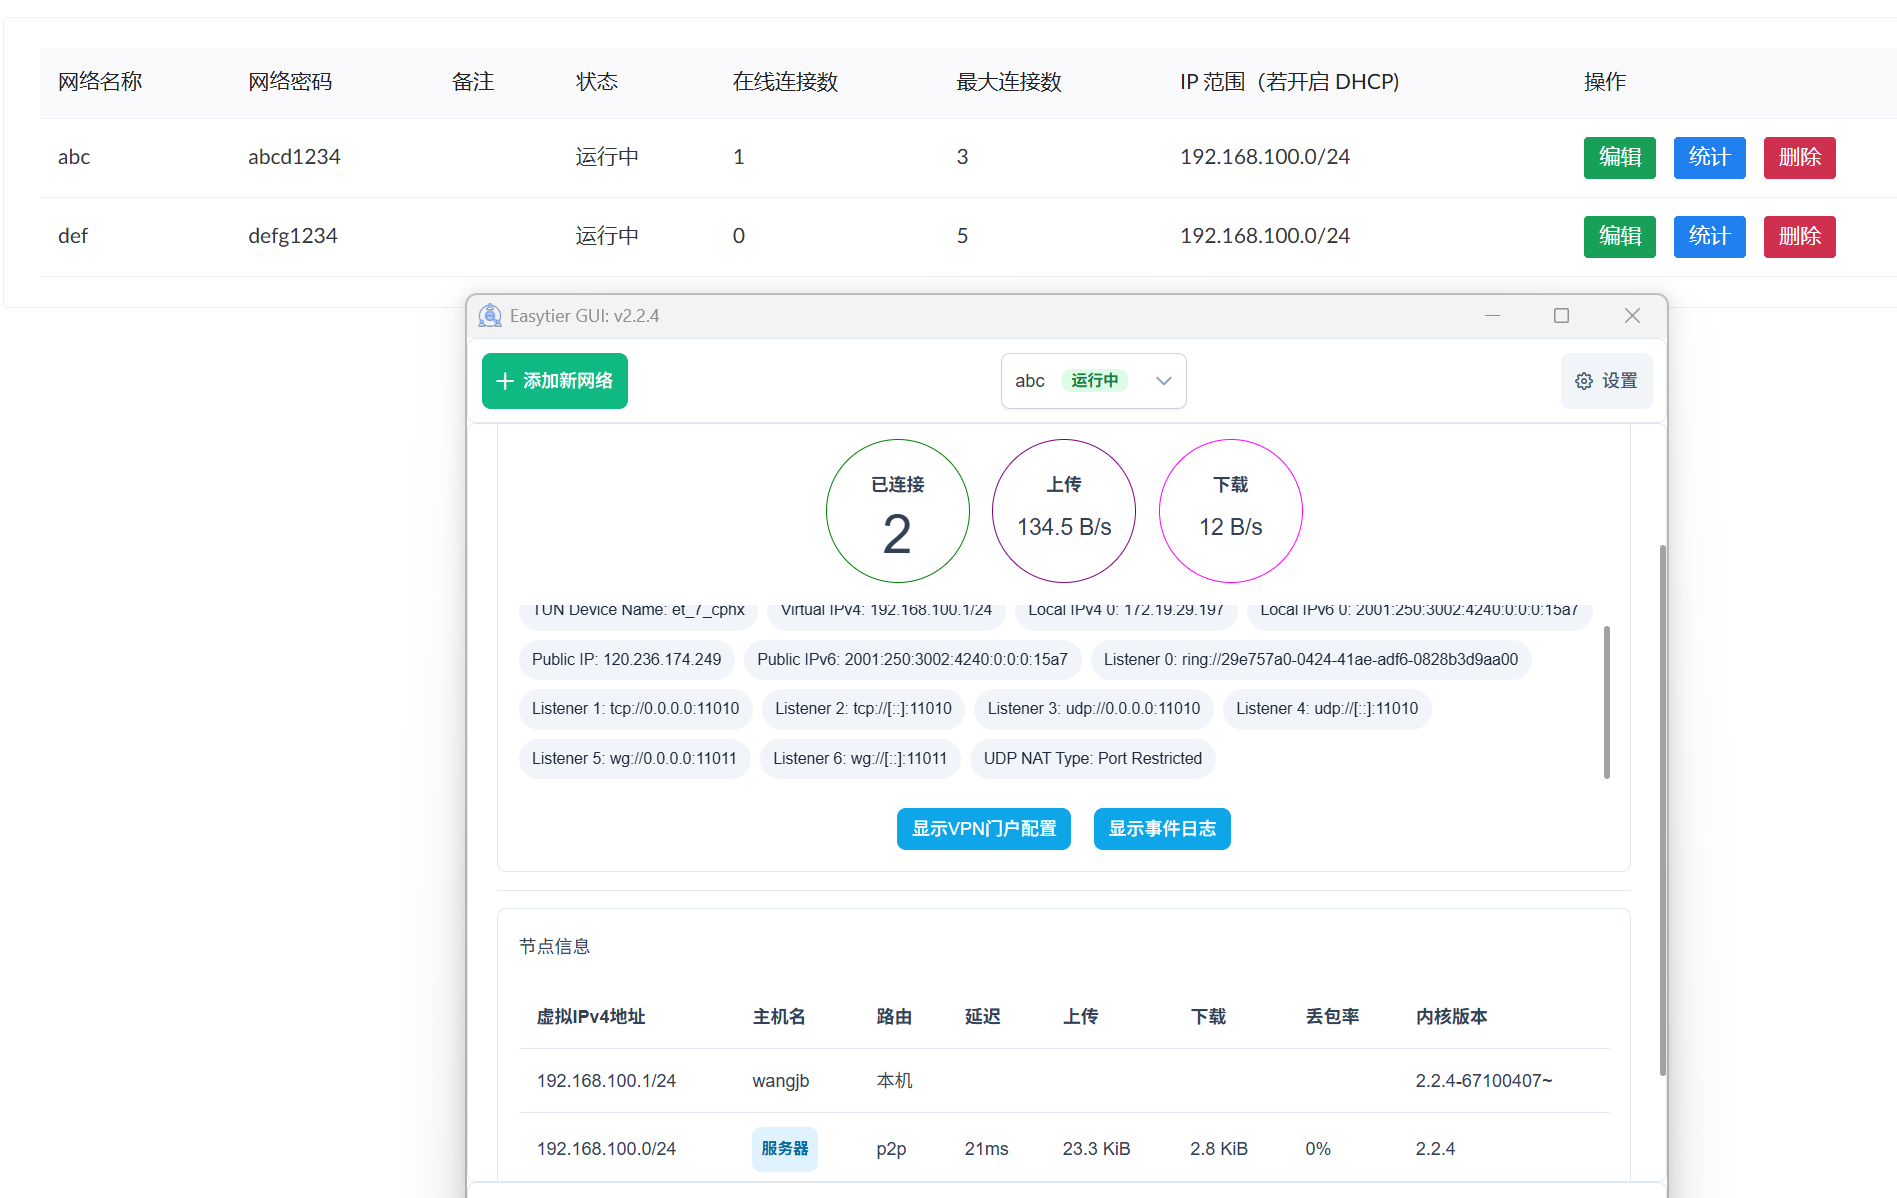 网络名称 网络密码 备注 状态 在线连接数 最大连接数 IP 范围（若开启 DHCP) 操作
abc abcd1234 运行中 1 3 192.168.100.0/24 编辑 统计 删除
def defg1234 运行中 0 5 192.168.100.0/24 编辑 统计 删除
Easytier GUI: v2.2.4
添加新网络 abc 运行中 设置
已连接 上传 下载
2 134.5 B/s 12 B/s
TUN Device Name: et_7_cphx Virtual IPv4: 192.168.100.1/24 Local IPv4 0: 172.19.29.197 Local IPv6 0: 2001:250:3002:4240:0:0:0:15a7
Public IP: 120.236.174.249 Public IPv6: 2001:250:3002:4240:0:0:0:15a7 Listener 0: ring://29e757a0-0424-41ae-adf6-0828b3d9aa00
Listener 1: tcp://0.0.0.0:11010 Listener 2: tcp://[::]:11010 Listener 3: udp://0.0.0.0:11010 Listener 4: udp://[::]:11010
Listener 5: wg://0.0.0.0:11011 Listener 6: wg://[::]:11011 UDP NAT Type: Port Restricted
显示VPN门户配置 显示事件日志
节点信息
虚拟IPv4地址 主机名 路由 延迟 上传 下载 丢包率 内核版本
192.168.100.1/24 wangjb 本机 2.2.4-67100407~
192.168.100.0/24 服务器 p2p 21ms 23.3 KiB 2.8 KiB 0% 2.2.4